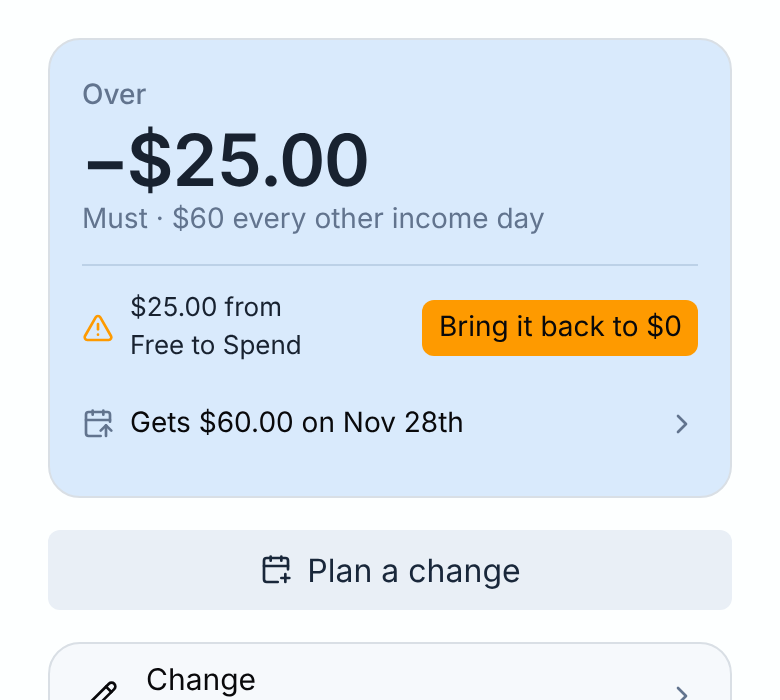 Over
−$25.00
Must · $60 every other income day
$25.00 from
Free to Spend
Bring it back to $0
Gets $60.00 on Nov 28th
Plan a change
Change